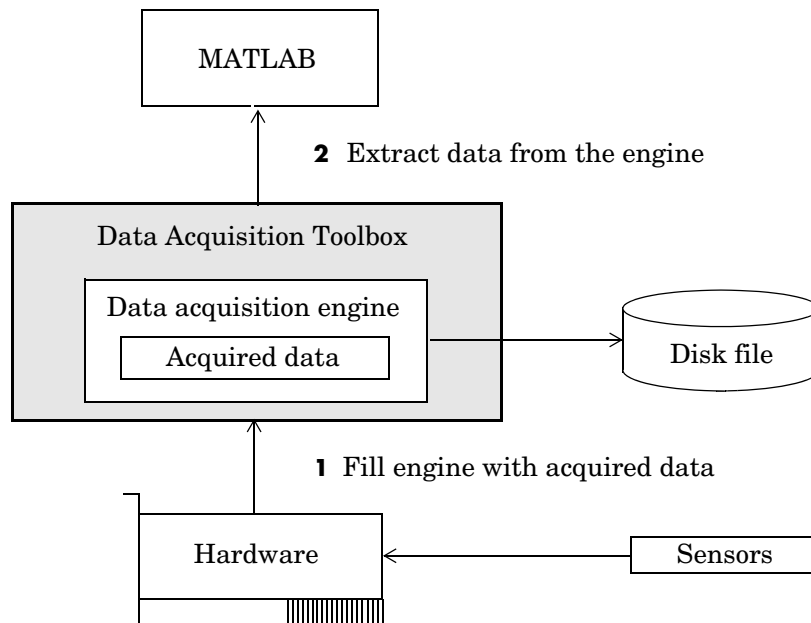 MATLAB
2 Extract data from the engine
Data Acquisition Toolbox
Data acquisition engine
Acquired data
Disk file
1 Fill engine with acquired data
Hardware
Sensors